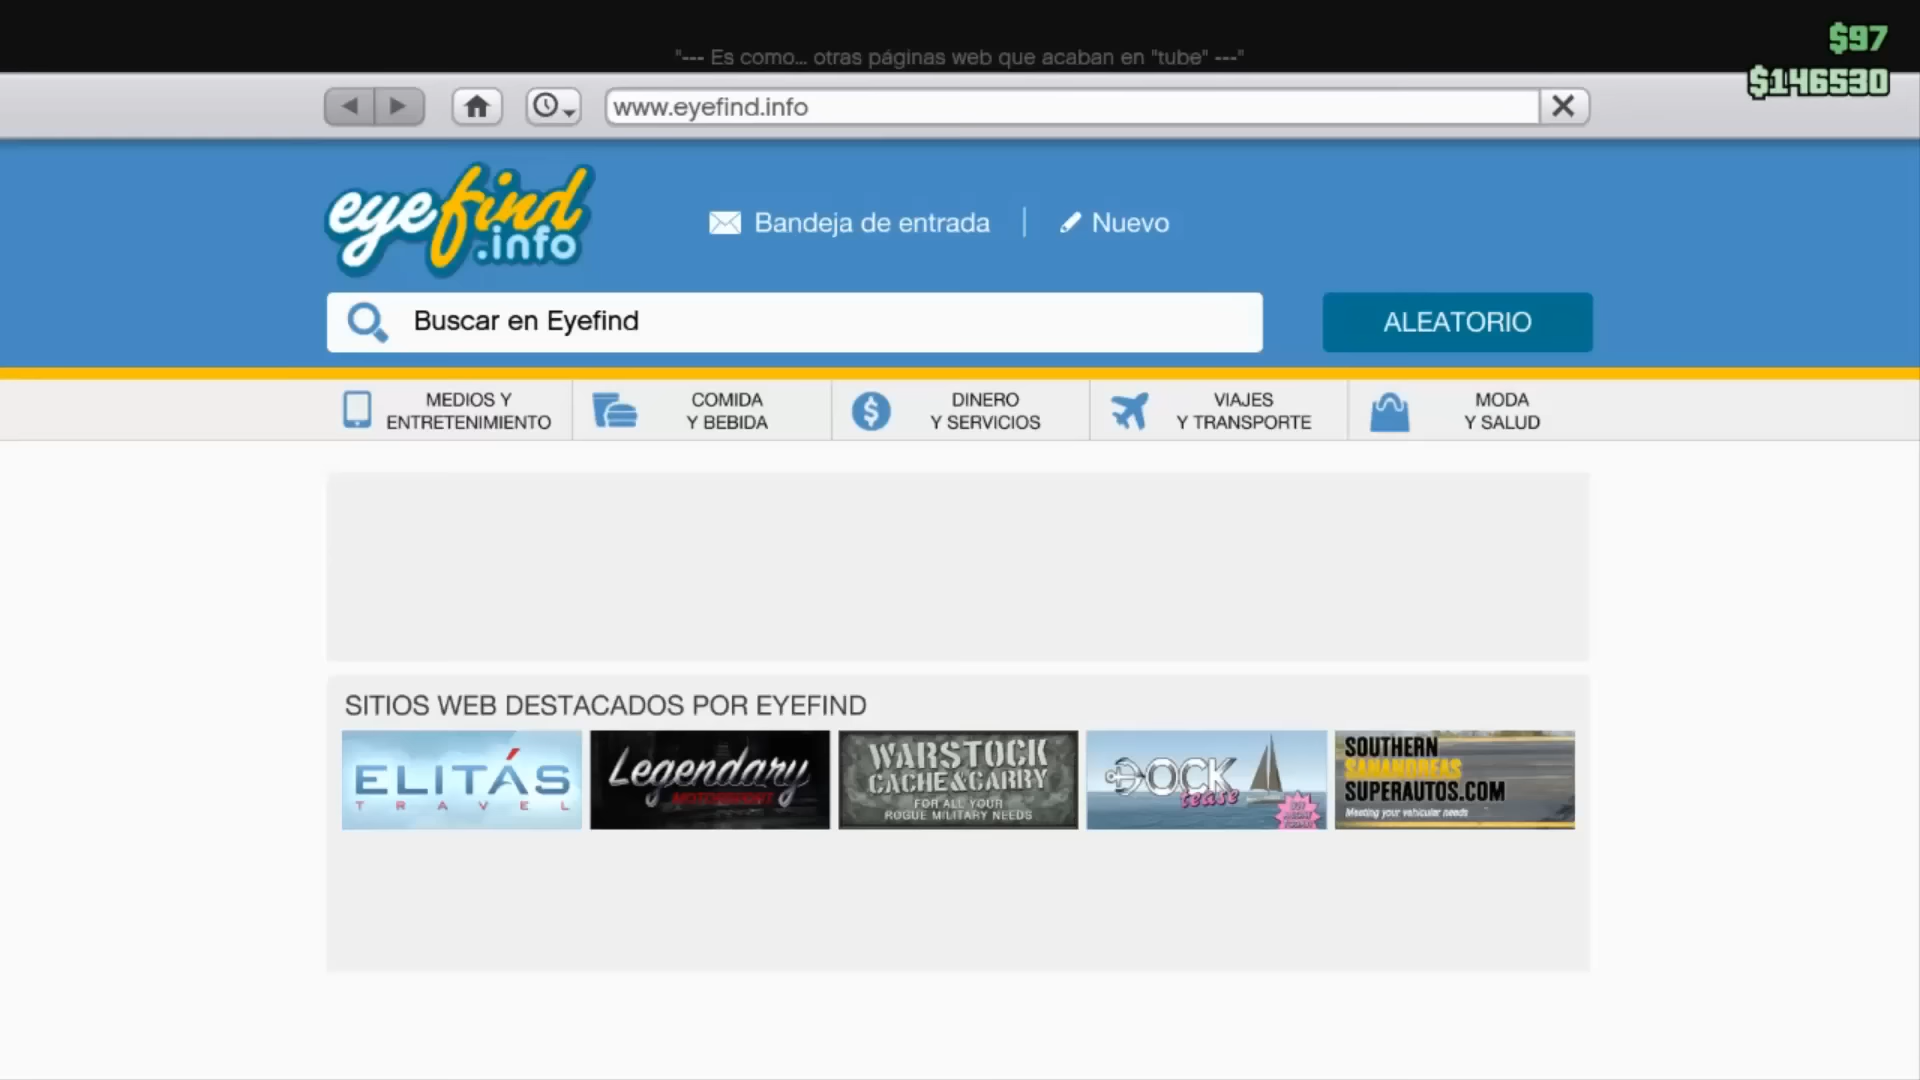 $97
"--- Es como... otras páginas web que acaban en "tube" ---"
$146530
www.eyefind.info
eyefind
.info
Bandeja de entrada
Nuevo
Buscar en Eyefind
ALEATORIO
MEDIOS Y
ENTRETENIMIENTO
COMIDA
Y BEBIDA
DINERO
Y SERVICIOS
VIAJES
Y TRANSPORTE
MODA
Y SALUD
SITIOS WEB DESTACADOS POR EYEFIND
ELITÁS
TRAVEL
Legendary
MOTORSPORT
WARSTOCK
CACHE & CARRY
FOR ALL YOUR
ROGUE MILITARY NEEDS
DOCK
tease
SOUTHERN
SANANDREAS
SUPERAUTOS.COM
Meeting your vehicular needs